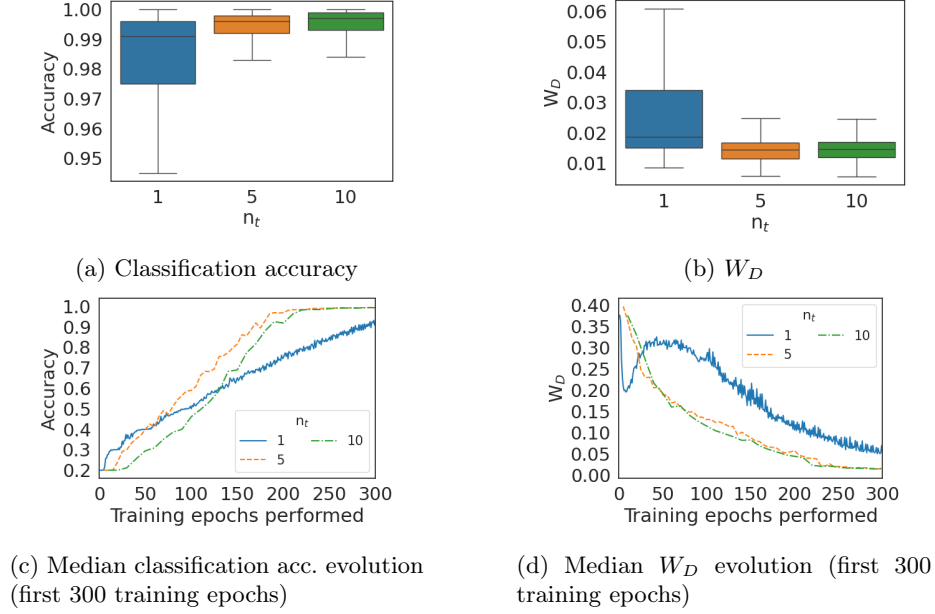 1.00
0.99
0.98
0.97
0.96
0.95
Accuracy
1 5 10
n_t
(a) Classification accuracy
0.06
0.05
0.04
0.03
0.02
0.01
W_D
1 5 10
n_t
(b) W_D
1.0
0.9
0.8
0.7
0.6
0.5
0.4
0.3
0.2
Accuracy
n_t
1 10
5
0 50 100 150 200 250 300
Training epochs performed
(c) Median classification acc. evolution
(first 300 training epochs)
0.40
0.35
0.30
0.25
0.20
0.15
0.10
0.05
0.00
W_D
n_t
1 10
5
0 50 100 150 200 250 300
Training epochs performed
(d) Median W_D evolution (first 300
training epochs)